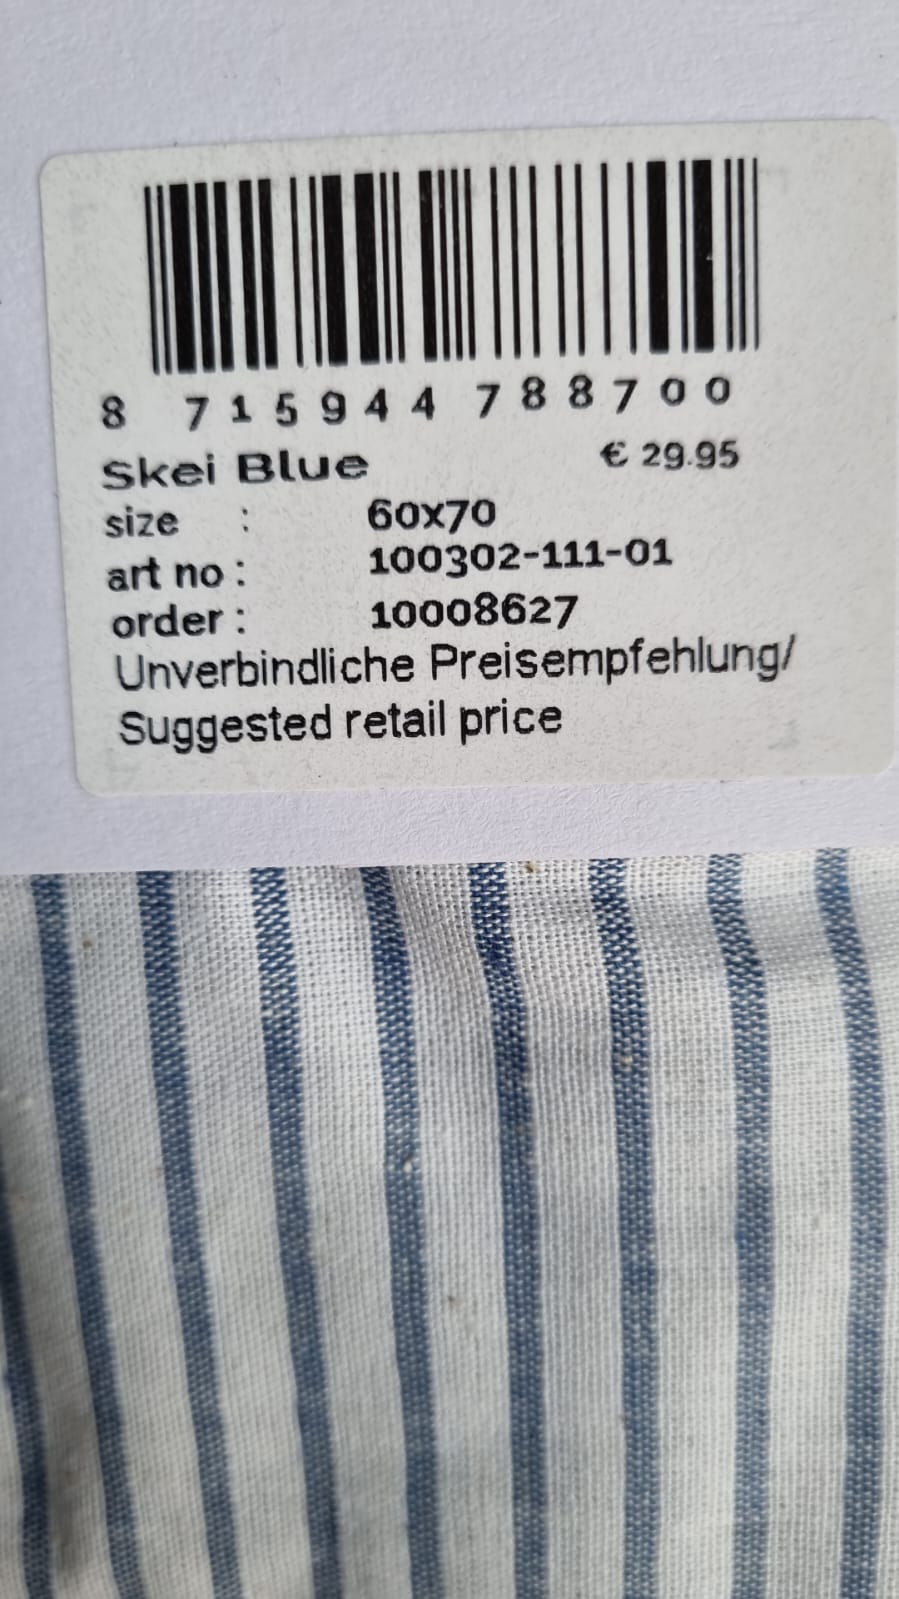 8 715944 788700
Skei Blue € 29.95
size : 60x70
art no : 100302-111-01
order : 10008627
Unverbindliche Preisempfehlung/
Suggested retail price